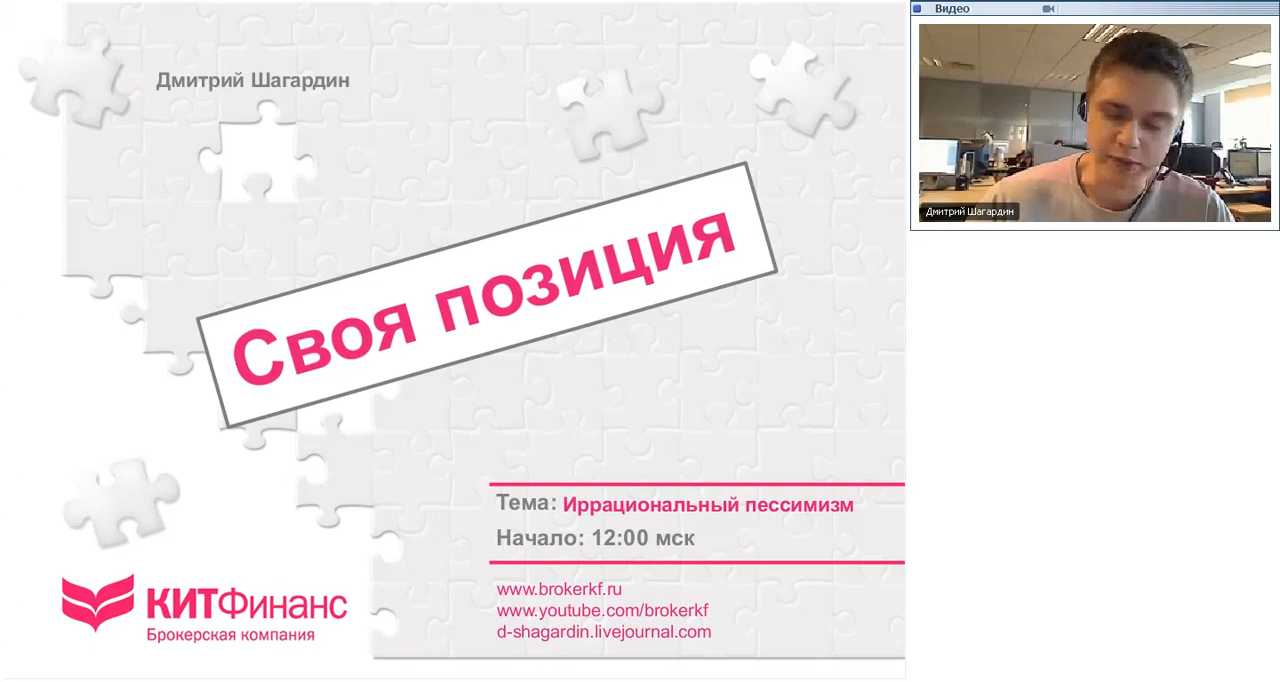 Дмитрий Шагардин
Своя позиция
Тема: Иррациональный пессимизм
Начало: 12:00 мск
www.brokerkf.ru
www.youtube.com/brokerkf
d-shagardin.livejournal.com
КИТФинанс
Брокерская компания
Видео
Дмитрий Шагардин